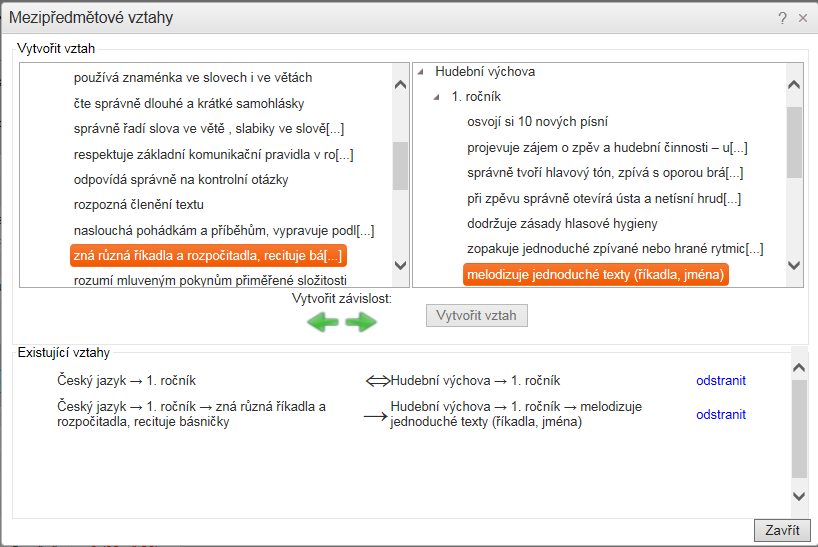 Mezipředmětové vztahy
Vytvořit vztah
používá znaménka ve slovech i ve větách
čte správně dlouhé a krátké samohlásky
správně řadí slova ve větě , slabiky ve slově[...]
respektuje základní komunikační pravidla v ro[...]
odpovídá správně na kontrolní otázky
rozpozná členění textu
naslouchá pohádkám a příběhům, vypravuje podl[...]
zná různá říkadla a rozpočitadla, recituje bá[...]
rozumí mluveným pokynům přiměřené složitosti
Hudební výchova
1. ročník
osvojí si 10 nových písní
projevuje zájem o zpěv a hudební činnosti – u[...]
správně tvoří hlavový tón, zpívá s oporou brá[...]
při zpěvu správně otevírá ústa a netísní hrud[...]
dodržuje zásady hlasové hygieny
zopakuje jednoduché zpívané nebo hrané rytmic[...]
melodizuje jednoduché texty (říkadla, jména)
Vytvořit závislost:
Vytvořit vztah
Existující vztahy
Český jazyk → 1. ročník ⇔ Hudební výchova → 1. ročník odstranit
Český jazyk → 1. ročník → zná různá říkadla a
rozpočitadla, recituje básničky
→ Hudební výchova → 1. ročník → melodizuje
jednoduché texty (říkadla, jména)
odstranit
Zavřít